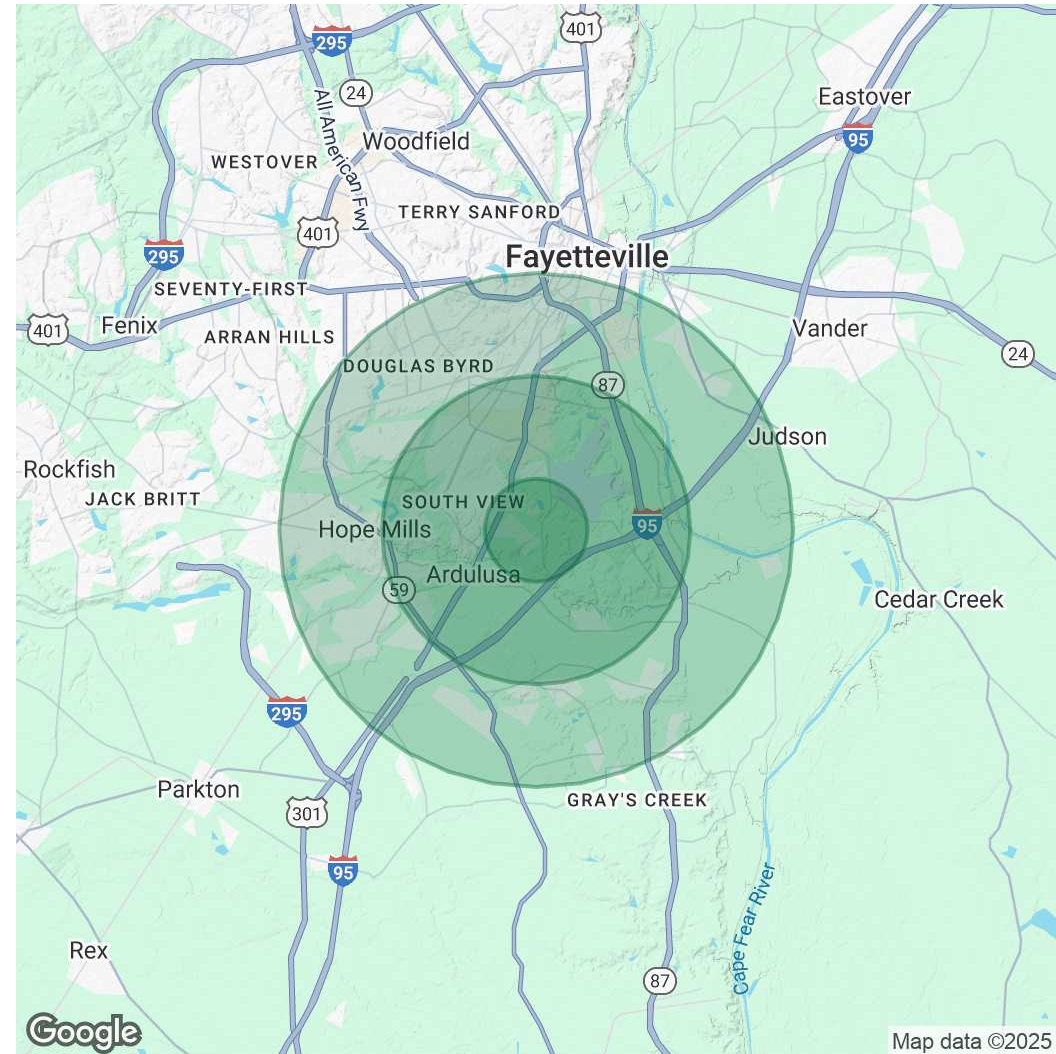 401
295
24
Eastover
95
All American Fwy
Woodfield
WESTOVER
TERRY SANFORD
401
Fayetteville
295
SEVENTY-FIRST
401
Fenix
ARRAN HILLS
Vander
24
DOUGLAS BYRD
87
Judson
Rockfish
JACK BRITT
SOUTH VIEW
Hope Mills
95
Ardulusa
59
Cedar Creek
295
Parkton
301
GRAY'S CREEK
95
Cape Fear River
Rex
87
Google
Map data ©2025